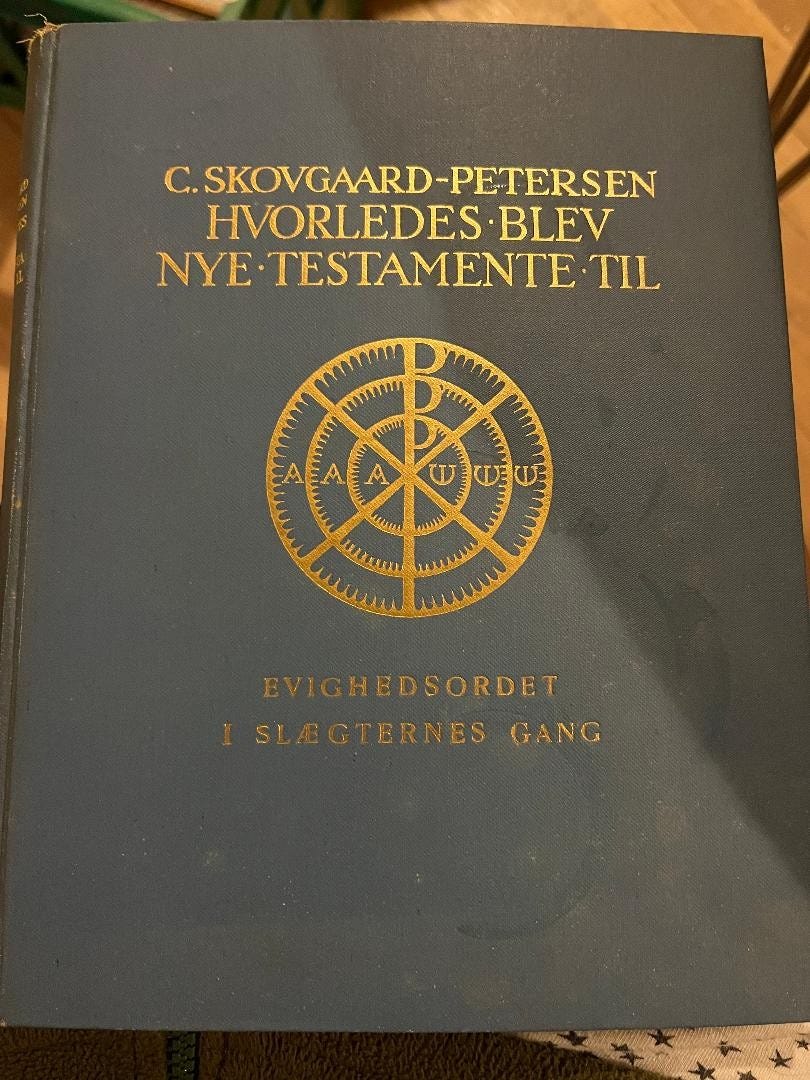 C. SKOVGAARD-PETERSEN
HVORLEDES·BLEV
NYE·TESTAMENTE·TIL
P
P
P
A A A Ω Ω Ω
EVIGHEDSORDET
I SLÆGTERNES GANG